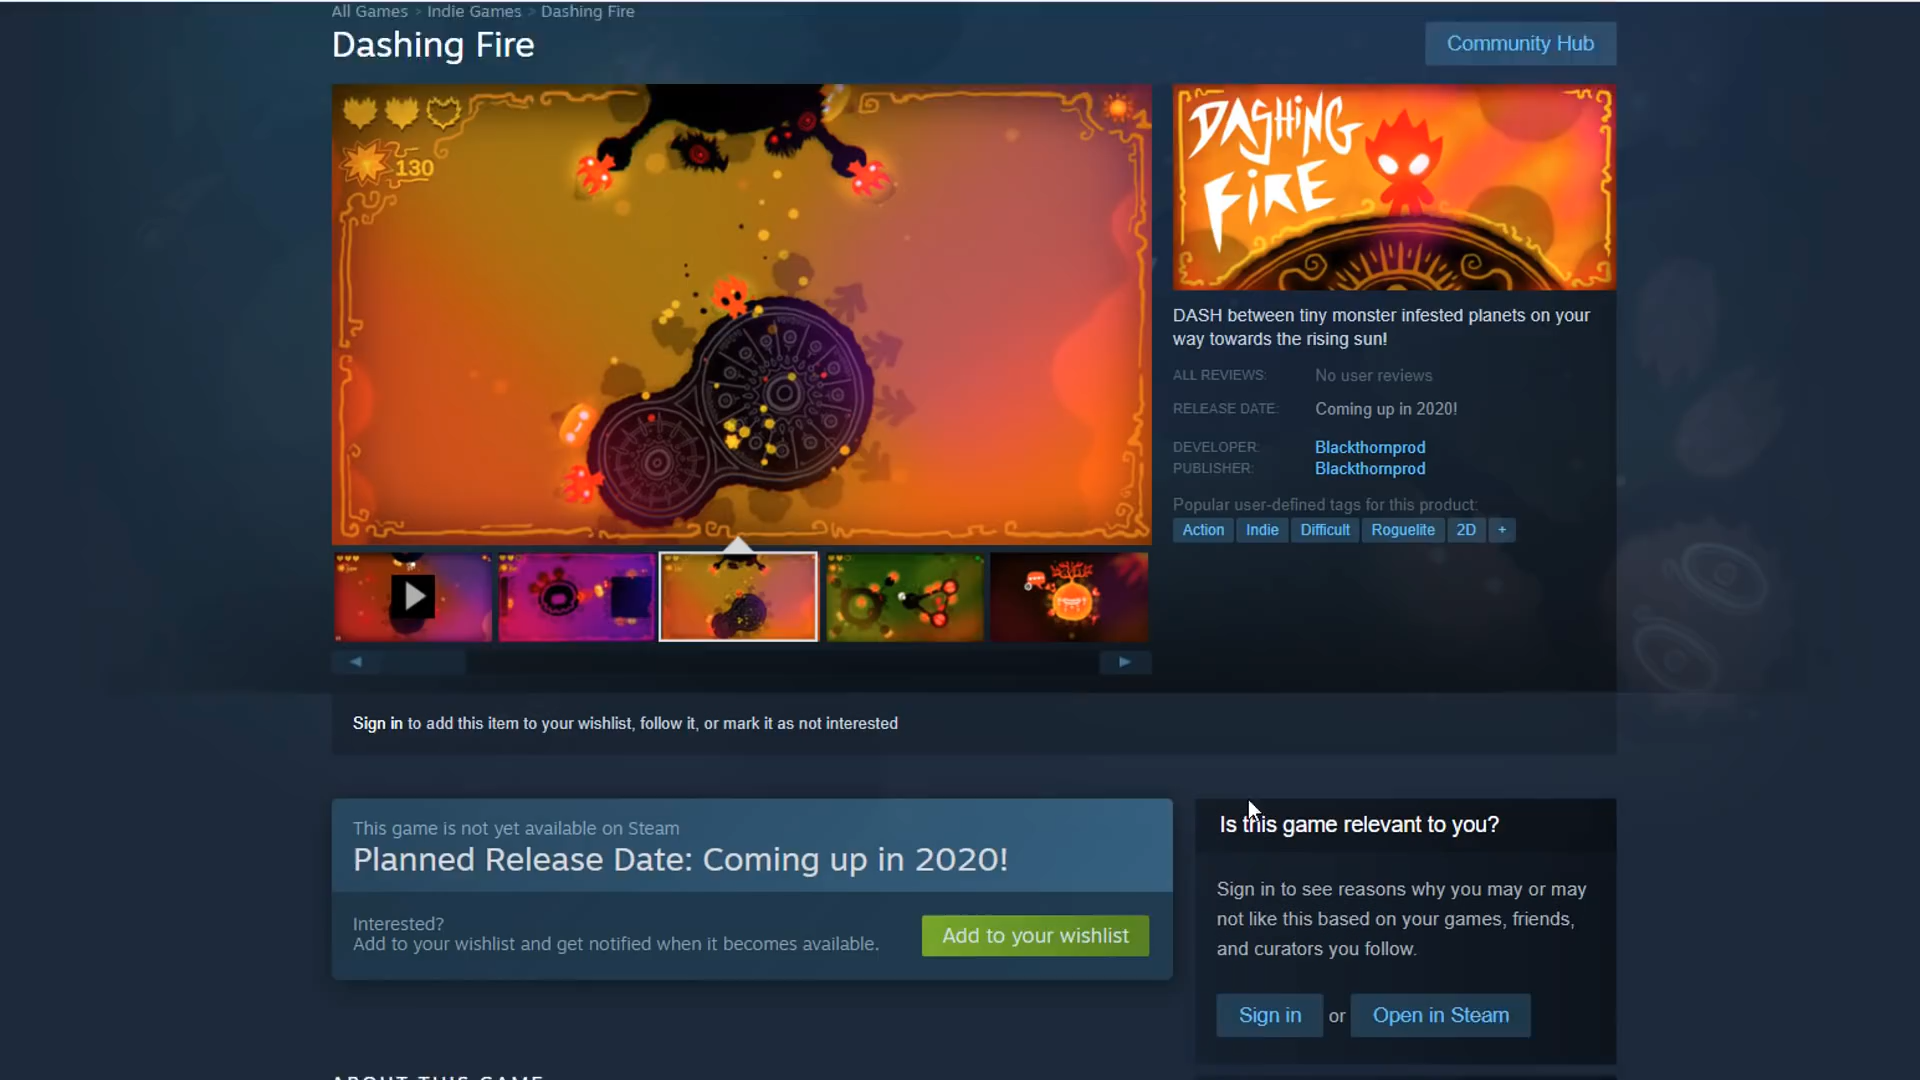 All Games > Indie Games > Dashing Fire
Dashing Fire
Community Hub
130
DASHING
FIRE
DASH between tiny monster infested planets on your
way towards the rising sun!
ALL REVIEWS: No user reviews
RELEASE DATE: Coming up in 2020!
DEVELOPER: Blackthornprod
PUBLISHER: Blackthornprod
Popular user-defined tags for this product:
Action Indie Difficult Roguelite 2D +
Sign in to add this item to your wishlist, follow it, or mark it as not interested
This game is not yet available on Steam
Planned Release Date: Coming up in 2020!
Interested?
Add to your wishlist and get notified when it becomes available.
Add to your wishlist
Is this game relevant to you?
Sign in to see reasons why you may or may
not like this based on your games, friends,
and curators you follow.
Sign in or Open in Steam
ABOUT THIS GAME